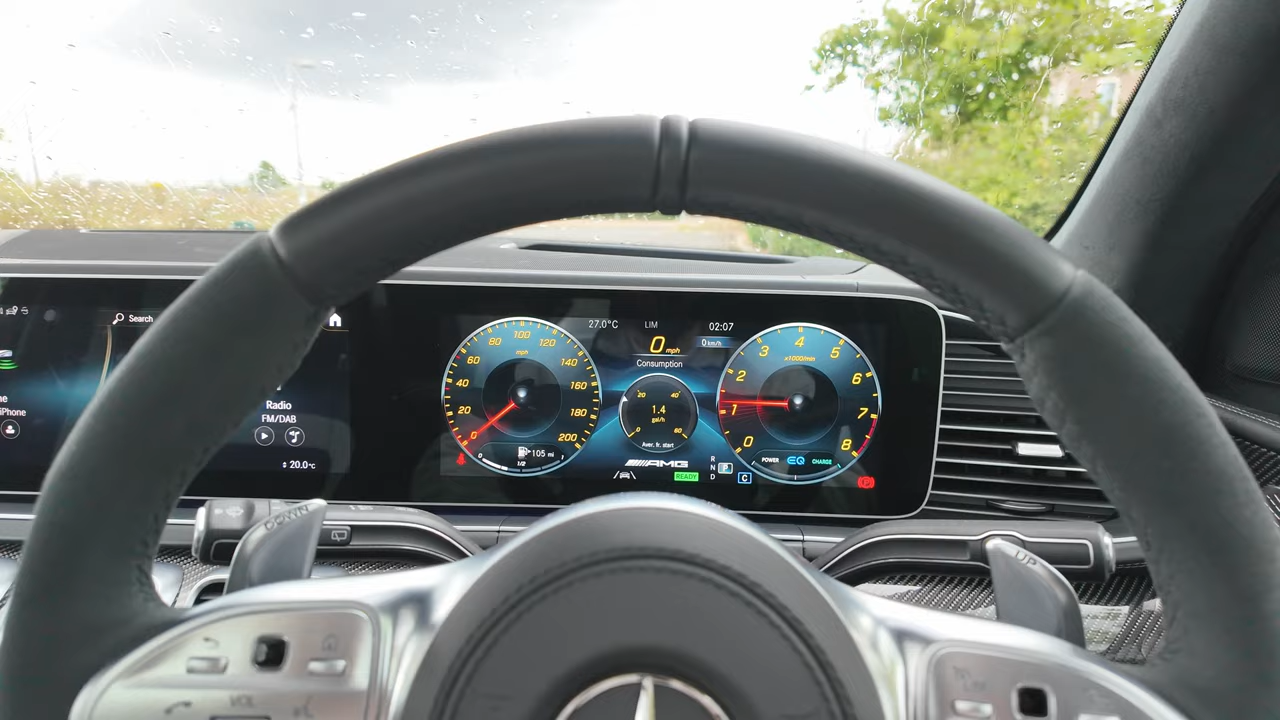 Search
iPhone
Radio
FM/DAB
20.0°C
27.0°C
LIM
02:07
0 mph
0 km/h
Consumption
mph
0
20
40
60
80
100
120
140
160
180
200
0
1/2
105 mi
20
40
0
60
1.4
gal/h
Aver. fr. start
x1000/min
0
1
2
3
4
5
6
7
8
POWER
EQ
CHARGE
AMG
READY
R
N
D
P
C
DOWN
UP
VOL